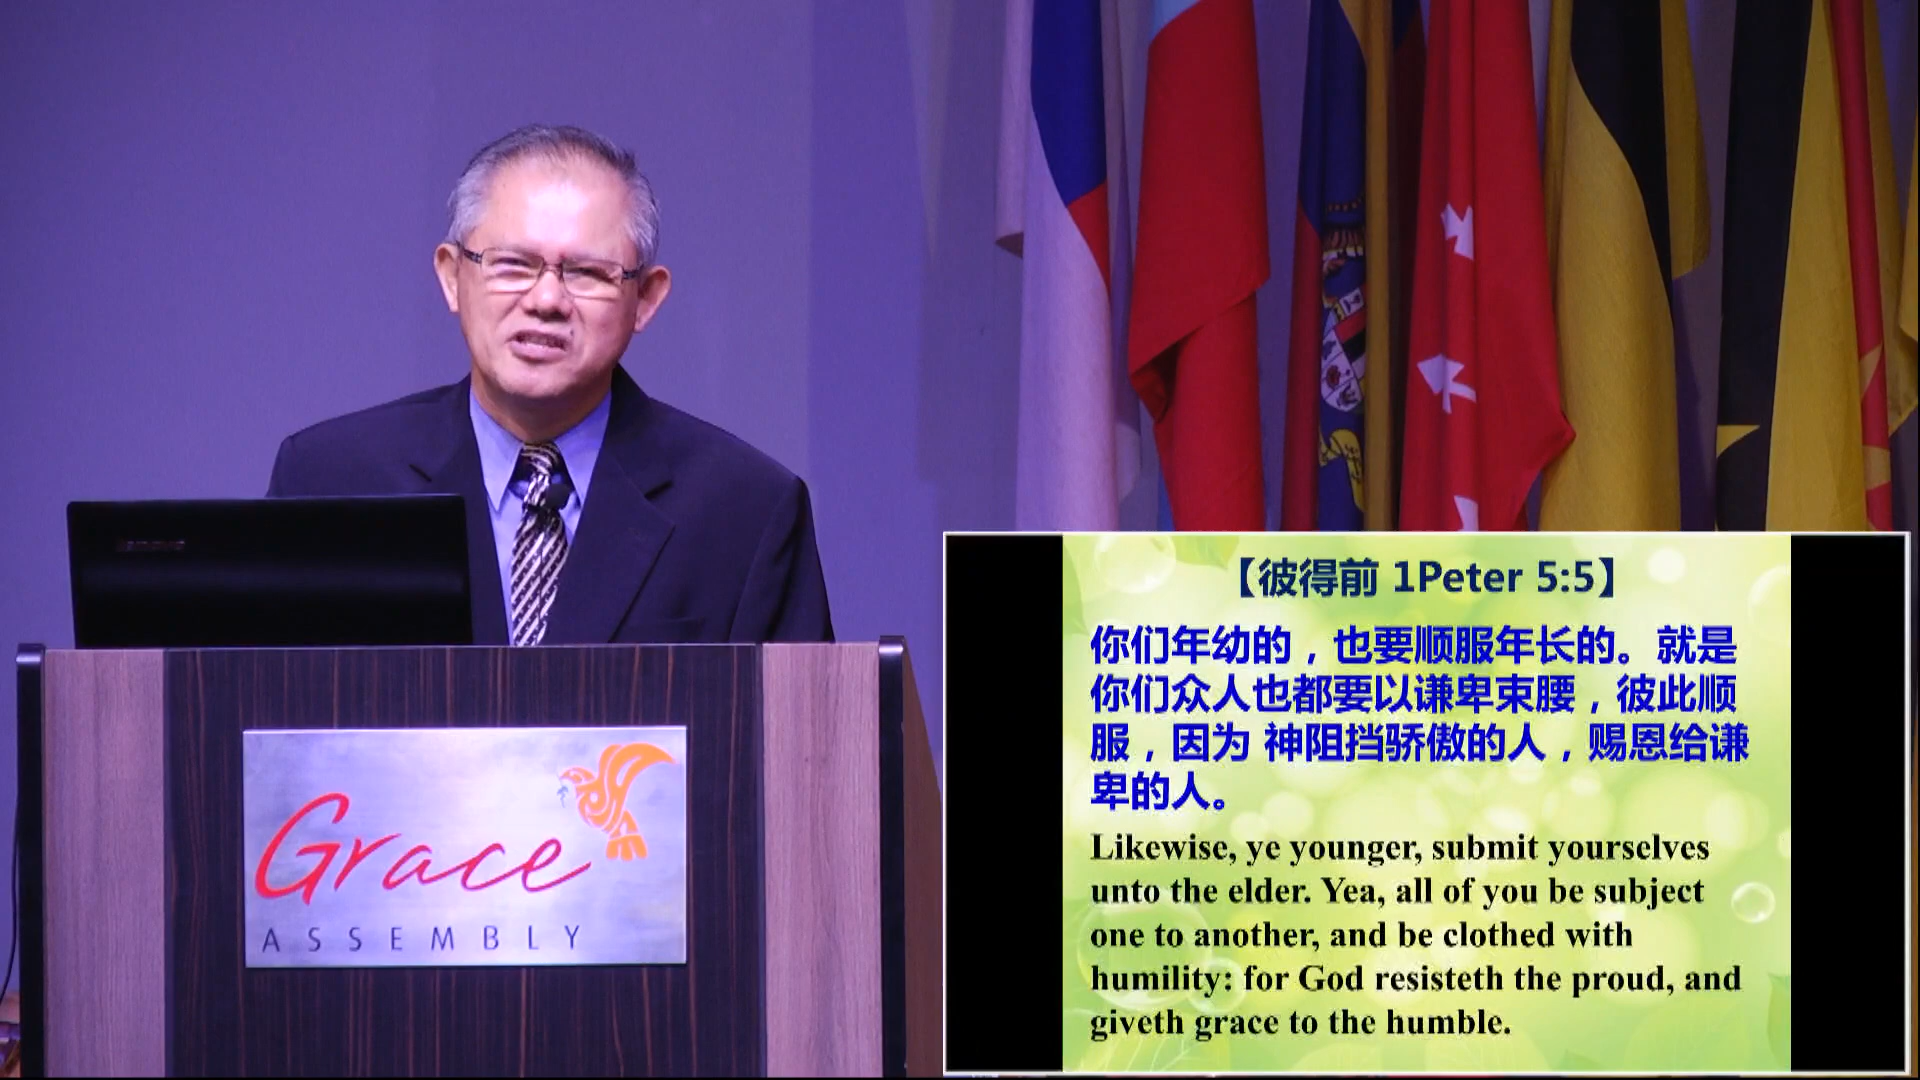 lenovo
Grace
ASSEMBLY
【彼得前 1Peter 5:5】
你们年幼的，也要顺服年长的。就是
你们众人也都要以谦卑束腰，彼此顺
服，因为 神阻挡骄傲的人，赐恩给谦
卑的人。
Likewise, ye younger, submit yourselves
unto the elder. Yea, all of you be subject
one to another, and be clothed with
humility: for God resisteth the proud, and
giveth grace to the humble.